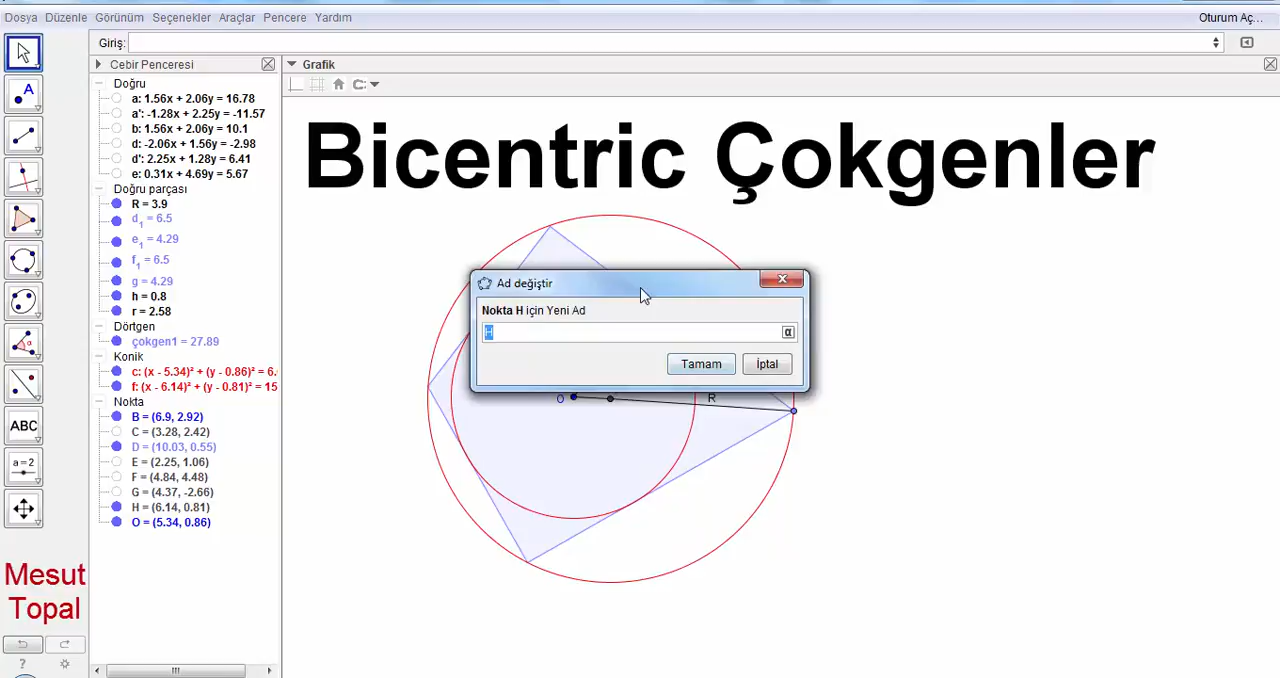 Dosya Düzenle Görünüm Seçenekler Araçlar Pencere Yardım Oturum Aç...
Giriş:
Cebir Penceresi
Grafik
Doğru
a: 1.56x + 2.06y = 16.78
a': -1.28x + 2.25y = -11.57
b: 1.56x + 2.06y = 10.1
d: -2.06x + 1.56y = -2.98
d': 2.25x + 1.28y = 6.41
e: 0.31x + 4.69y = 5.67
Doğru parçası
R = 3.9
d₁ = 6.5
e₁ = 4.29
f₁ = 6.5
g = 4.29
h = 0.8
r = 2.58
Dörtgen
çokgen1 = 27.89
Konik
c: (x - 5.34)² + (y - 0.86)² = 6.
f: (x - 6.14)² + (y - 0.81)² = 15
Nokta
B = (6.9, 2.92)
C = (3.28, 2.42)
D = (10.03, 0.55)
E = (2.25, 1.06)
F = (4.84, 4.48)
G = (4.37, -2.66)
H = (6.14, 0.81)
O = (5.34, 0.86)
Bicentric Çokgenler
Ad değiştir
Nokta H için Yeni Ad
H
α
Tamam İptal
O
R
A
α
ABC
a=2
Mesut
Topal
?